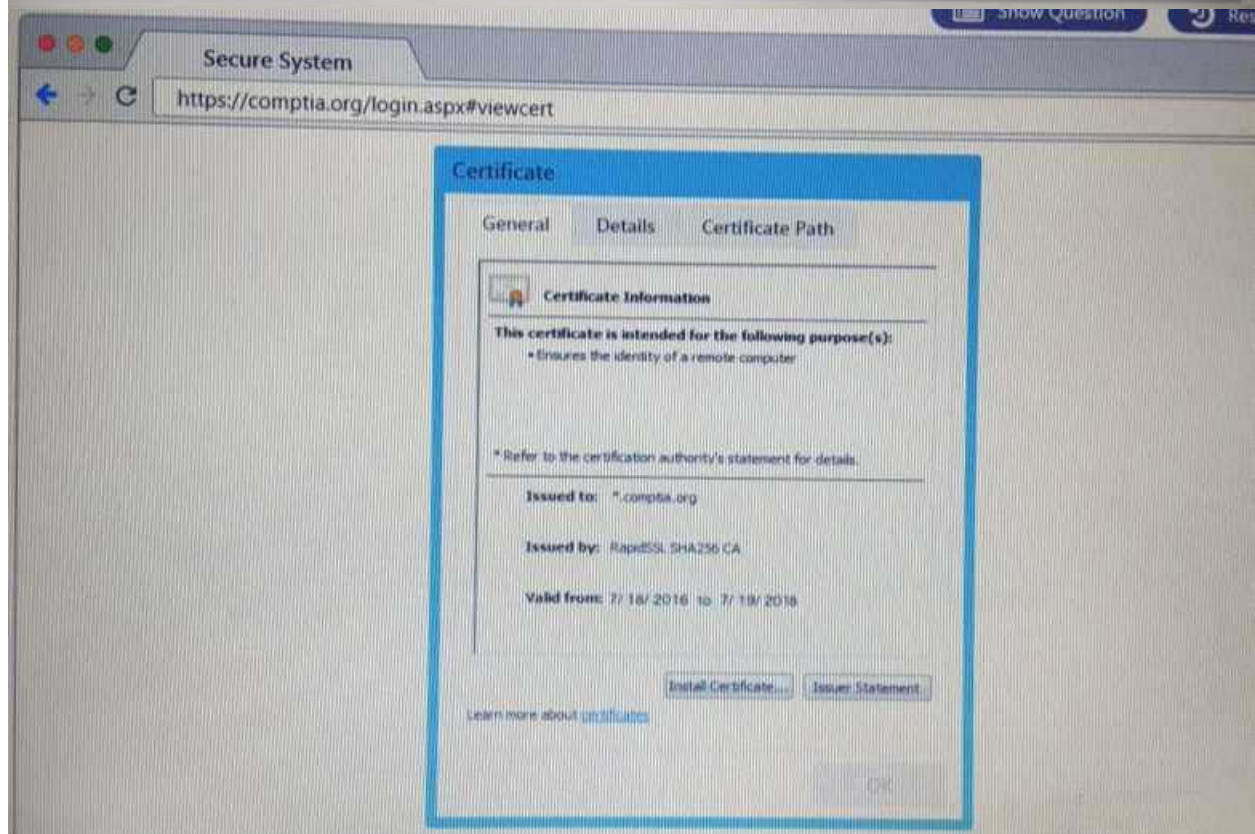 Show Question
Res
Secure System
https://comptia.org/login.aspx#viewcert
Certificate
General Details Certificate Path
Certificate Information
This certificate is intended for the following purpose(s):
• Ensures the identity of a remote computer
* Refer to the certification authority's statement for details.
Issued to: *.comptia.org
Issued by: RapidSSL SHA256 CA
Valid from: 7/ 18/ 2016 to 7/ 19/ 2018
Install Certificate... Issuer Statement
Learn more about certificates
OK